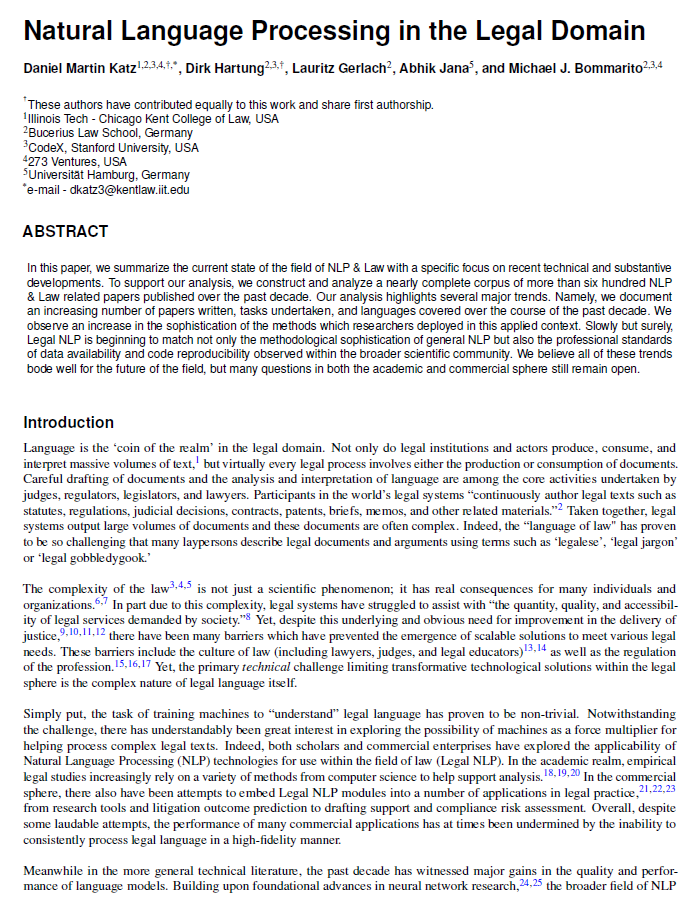 Natural Language Processing in the Legal Domain
Daniel Martin Katz1,2,3,4,†,*, Dirk Hartung2,3,†, Lauritz Gerlach2, Abhik Jana5, and Michael J. Bommarito2,3,4
†These authors have contributed equally to this work and share first authorship.
1Illinois Tech - Chicago Kent College of Law, USA
2Bucerius Law School, Germany
3CodeX, Stanford University, USA
4273 Ventures, USA
5Universität Hamburg, Germany
*e-mail - dkatz3@kentlaw.iit.edu
ABSTRACT
In this paper, we summarize the current state of the field of NLP & Law with a specific focus on recent technical and substantive
developments. To support our analysis, we construct and analyze a nearly complete corpus of more than six hundred NLP
& Law related papers published over the past decade. Our analysis highlights several major trends. Namely, we document
an increasing number of papers written, tasks undertaken, and languages covered over the course of the past decade. We
observe an increase in the sophistication of the methods which researchers deployed in this applied context. Slowly but surely,
Legal NLP is beginning to match not only the methodological sophistication of general NLP but also the professional standards
of data availability and code reproducibility observed within the broader scientific community. We believe all of these trends
bode well for the future of the field, but many questions in both the academic and commercial sphere still remain open.
Introduction
Language is the ‘coin of the realm’ in the legal domain. Not only do legal institutions and actors produce, consume, and
interpret massive volumes of text,1 but virtually every legal process involves either the production or consumption of documents.
Careful drafting of documents and the analysis and interpretation of language are among the core activities undertaken by
judges, regulators, legislators, and lawyers. Participants in the world’s legal systems “continuously author legal texts such as
statutes, regulations, judicial decisions, contracts, patents, briefs, memos, and other related materials.”2 Taken together, legal
systems output large volumes of documents and these documents are often complex. Indeed, the “language of law" has proven
to be so challenging that many laypersons describe legal documents and arguments using terms such as ‘legalese’, ‘legal jargon’
or ‘legal gobbledygook.’
The complexity of the law3,4,5 is not just a scientific phenomenon; it has real consequences for many individuals and
organizations.6,7 In part due to this complexity, legal systems have struggled to assist with “the quantity, quality, and accessibil-
ity of legal services demanded by society.”8 Yet, despite this underlying and obvious need for improvement in the delivery of
justice,9,10,11,12 there have been many barriers which have prevented the emergence of scalable solutions to meet various legal
needs. These barriers include the culture of law (including lawyers, judges, and legal educators)13,14 as well as the regulation
of the profession.15,16,17 Yet, the primary technical challenge limiting transformative technological solutions within the legal
sphere is the complex nature of legal language itself.
Simply put, the task of training machines to “understand” legal language has proven to be non-trivial. Notwithstanding
the challenge, there has understandably been great interest in exploring the possibility of machines as a force multiplier for
helping process complex legal texts. Indeed, both scholars and commercial enterprises have explored the applicability of
Natural Language Processing (NLP) technologies for use within the field of law (Legal NLP). In the academic realm, empirical
legal studies increasingly rely on a variety of methods from computer science to help support analysis.18,19,20 In the commercial
sphere, there also have been attempts to embed Legal NLP modules into a number of applications in legal practice,21,22,23
from research tools and litigation outcome prediction to drafting support and compliance risk assessment. Overall, despite
some laudable attempts, the performance of many commercial applications has at times been undermined by the inability to
consistently process legal language in a high-fidelity manner.
Meanwhile in the more general technical literature, the past decade has witnessed major gains in the quality and perfor-
mance of language models. Building upon foundational advances in neural network research,24,25 the broader field of NLP